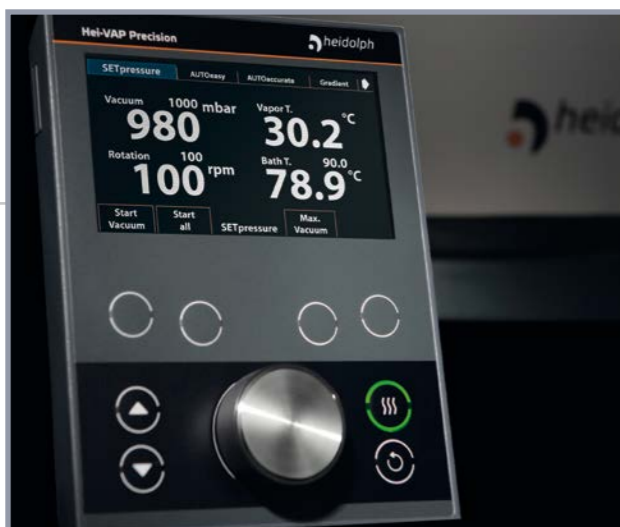 Hei-VAP Precision
heidolph
SETpressure AUTOeasy AUTOaccurate Gradient
Vacuum 1000 mbar
980
Vapor T.
30.2 °C
Rotation 100
100 rpm
Bath T. 90.0
78.9 °C
Start Vacuum
Start all
SETpressure
Max. Vacuum
heid